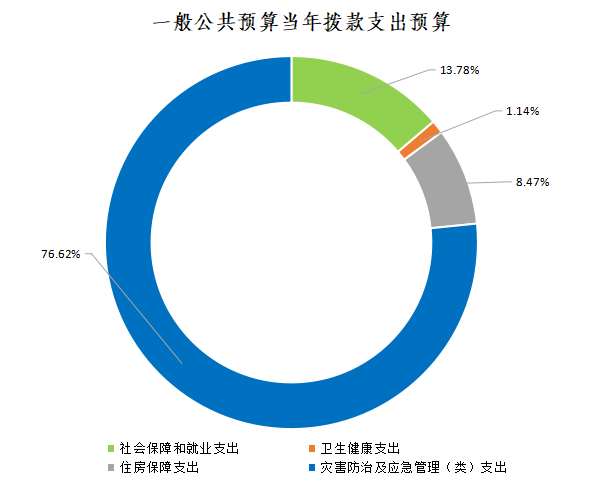 一般公共预算当年拨款支出预算
13.78%
1.14%
8.47%
76.62%
社会保障和就业支出 卫生健康支出
住房保障支出 灾害防治及应急管理（类）支出